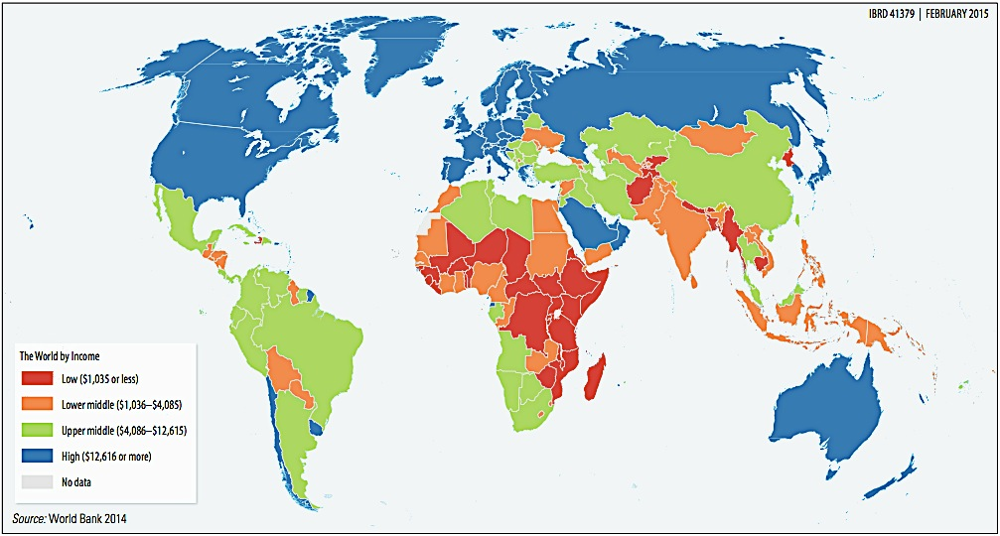 IBRD 41379 | FEBRUARY 2015
The World by Income
Low ($1,035 or less)
Lower middle ($1,036–$4,085)
Upper middle ($4,086–$12,615)
High ($12,616 or more)
No data
Source: World Bank 2014